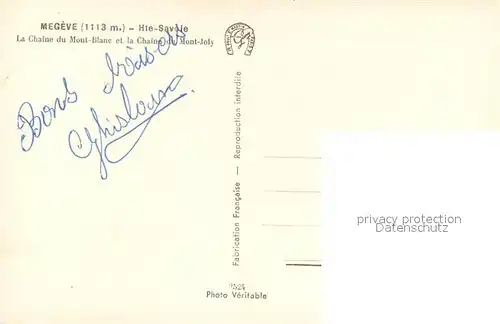 MEGÈVE (1113 m.) – Hte-Savoie
La Chaîne du Mont-Blanc et la Chaîne du Mont-Joly
Bons baisers
Ghislaine.
Fabrication Française — Reproduction interdite
privacy protection
Datenschutz
Photo Véritable